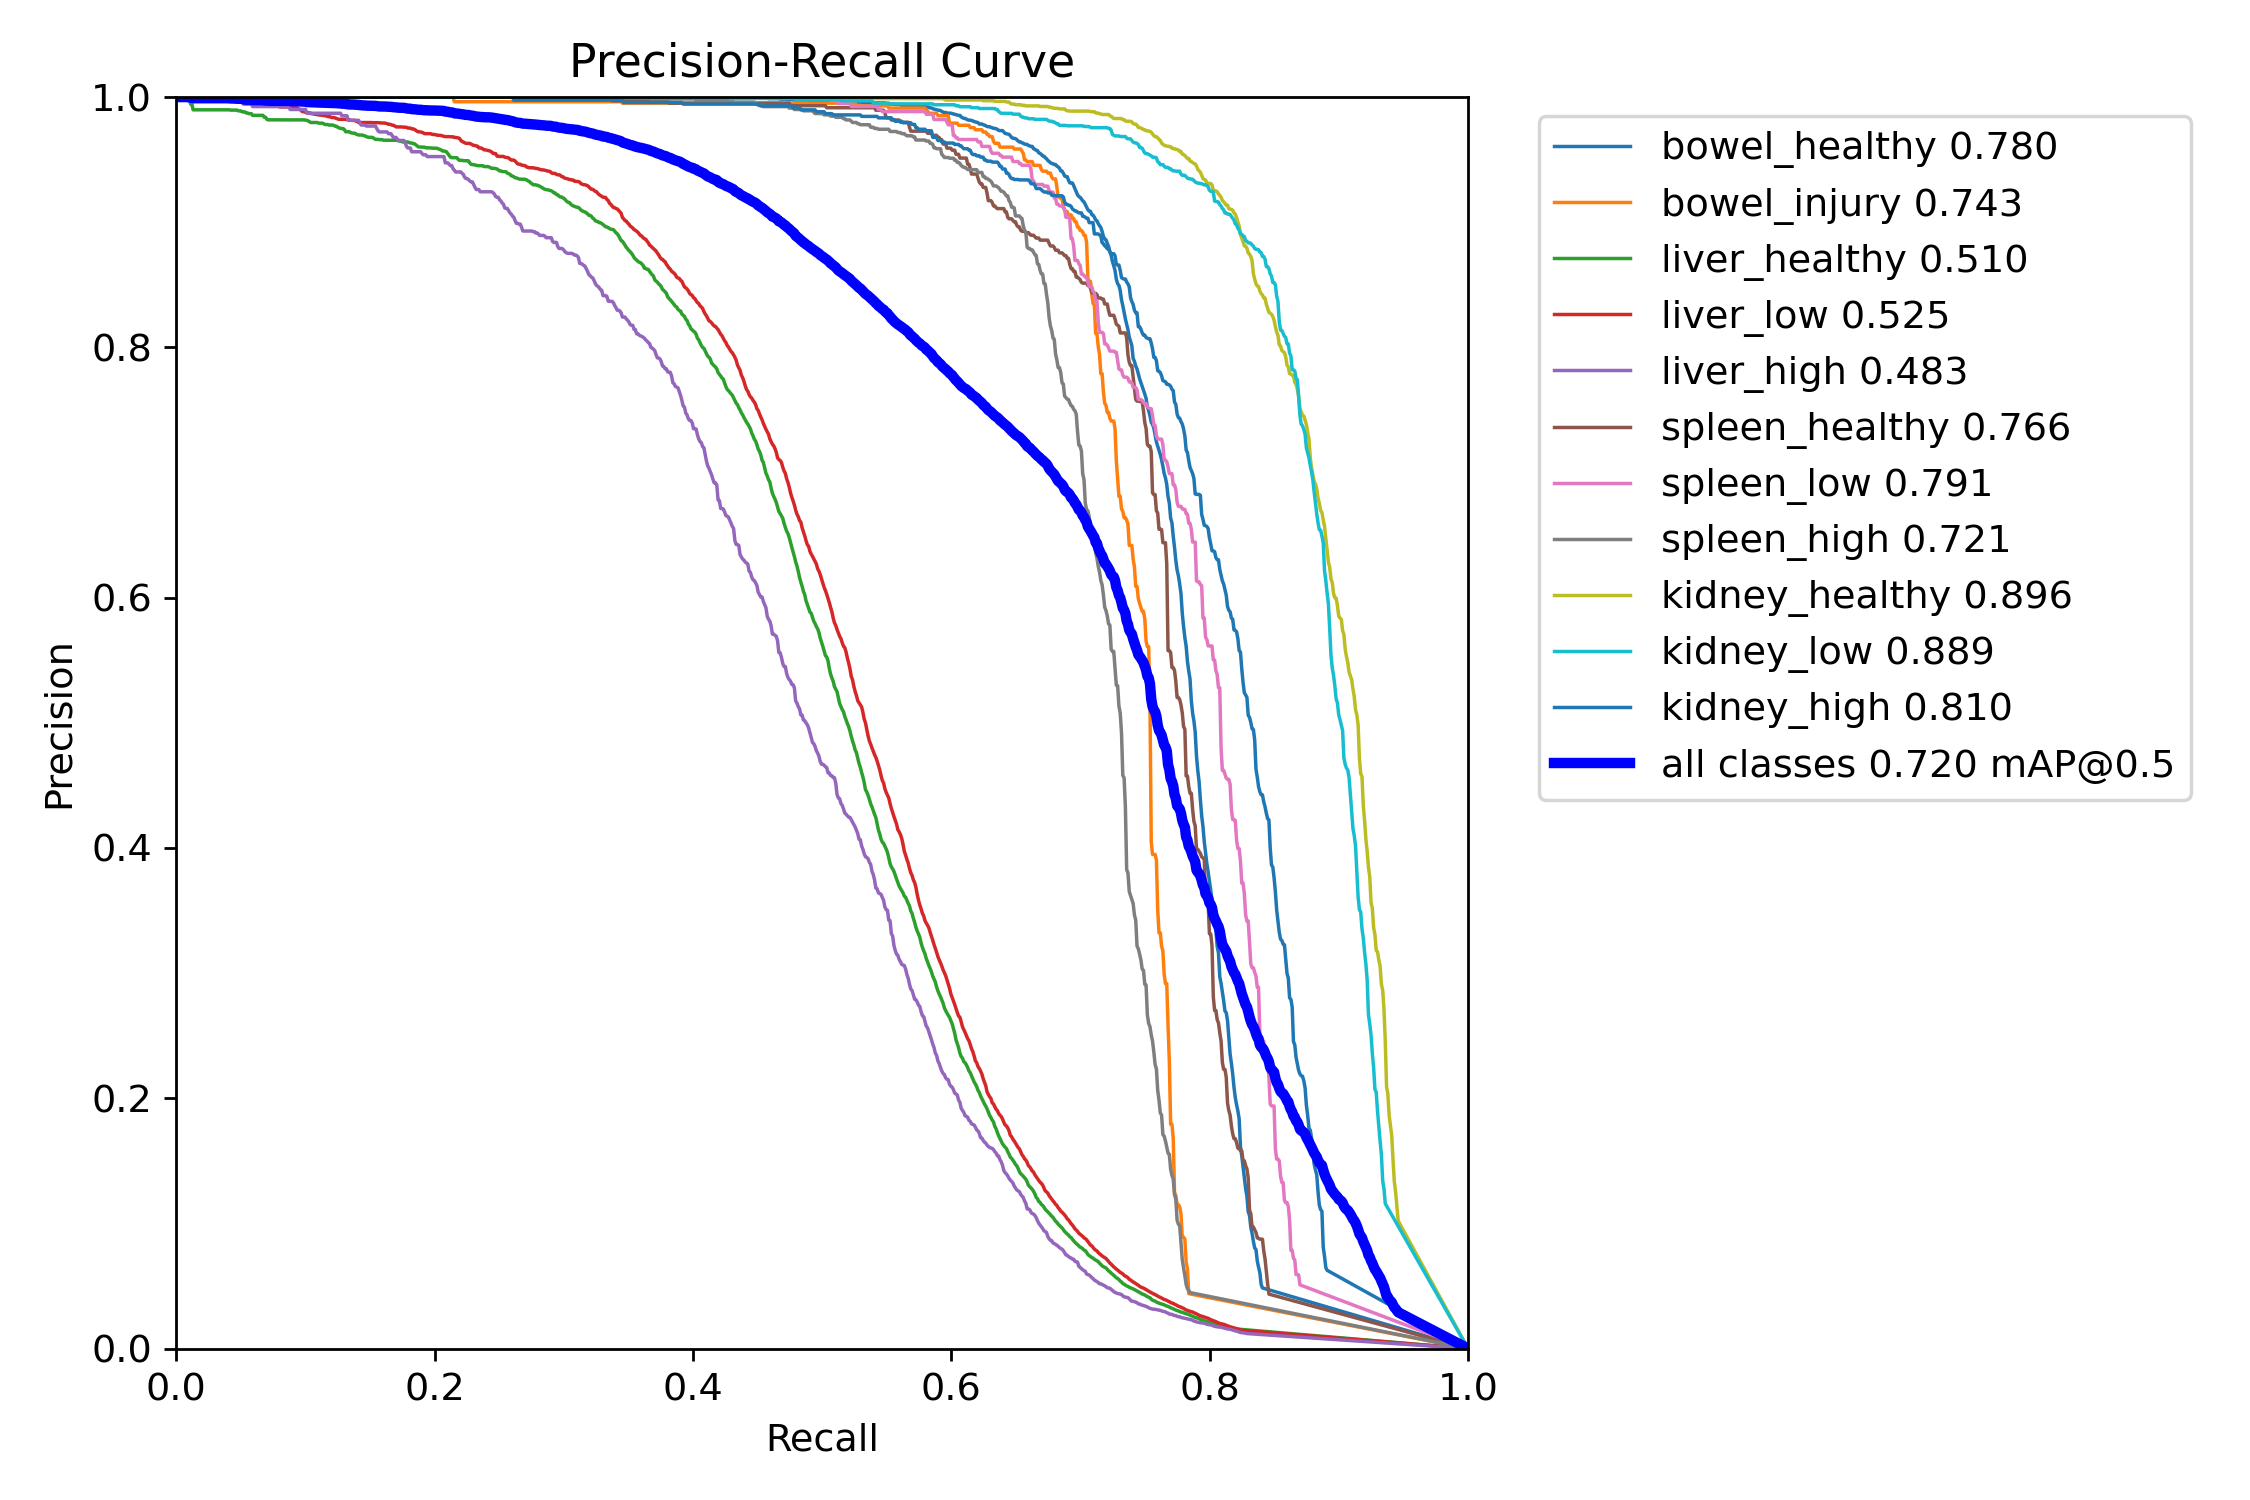 Precision-Recall Curve
1.0
0.8
0.6
0.4
0.2
0.0
Precision
0.0 0.2 0.4 0.6 0.8 1.0
Recall
bowel_healthy 0.780
bowel_injury 0.743
liver_healthy 0.510
liver_low 0.525
liver_high 0.483
spleen_healthy 0.766
spleen_low 0.791
spleen_high 0.721
kidney_healthy 0.896
kidney_low 0.889
kidney_high 0.810
all classes 0.720 mAP@0.5